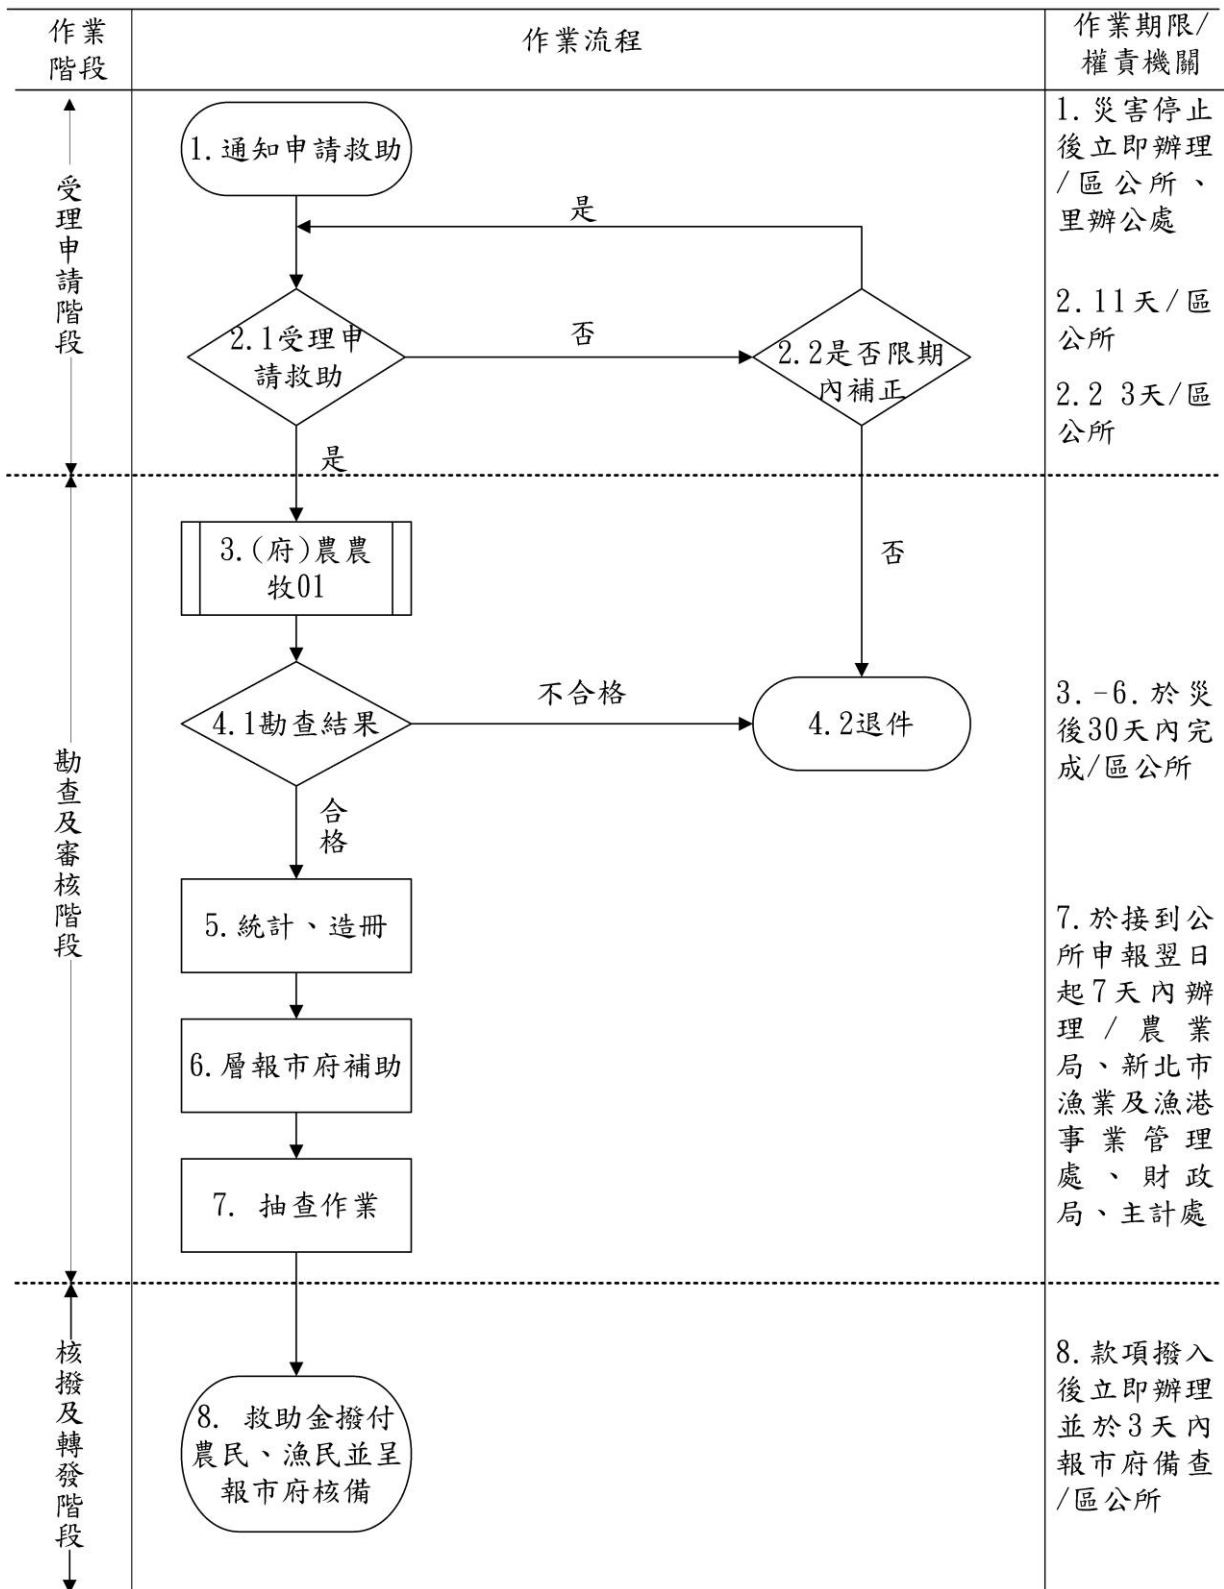 作業
階段
作業流程
作業期限/
權責機關
受理申請階段
1.通知申請救助
是
2.1受理申
請救助
否
2.2是否限期
內補正
是
1.災害停止
後立即辦理
/區公所、
里辦公處
2.11天/區
公所
2.2 3天/區
公所
勘查及審核階段
3.(府)農農
牧01
否
4.1勘查結果
不合格
4.2退件
合
格
5.統計、造冊
6.層報市府補助
7. 抽查作業
3.-6.於災
後30天內完
成/區公所
7.於接到公
所申報翌日
起7天內辦
理/農業
局、新北市
漁業及漁港
事業管理
處、財政
局、主計處
核撥及轉發階段
8. 救助金撥付
農民、漁民並呈
報市府核備
8.款項撥入
後立即辦理
並於3天內
報市府備查
/區公所